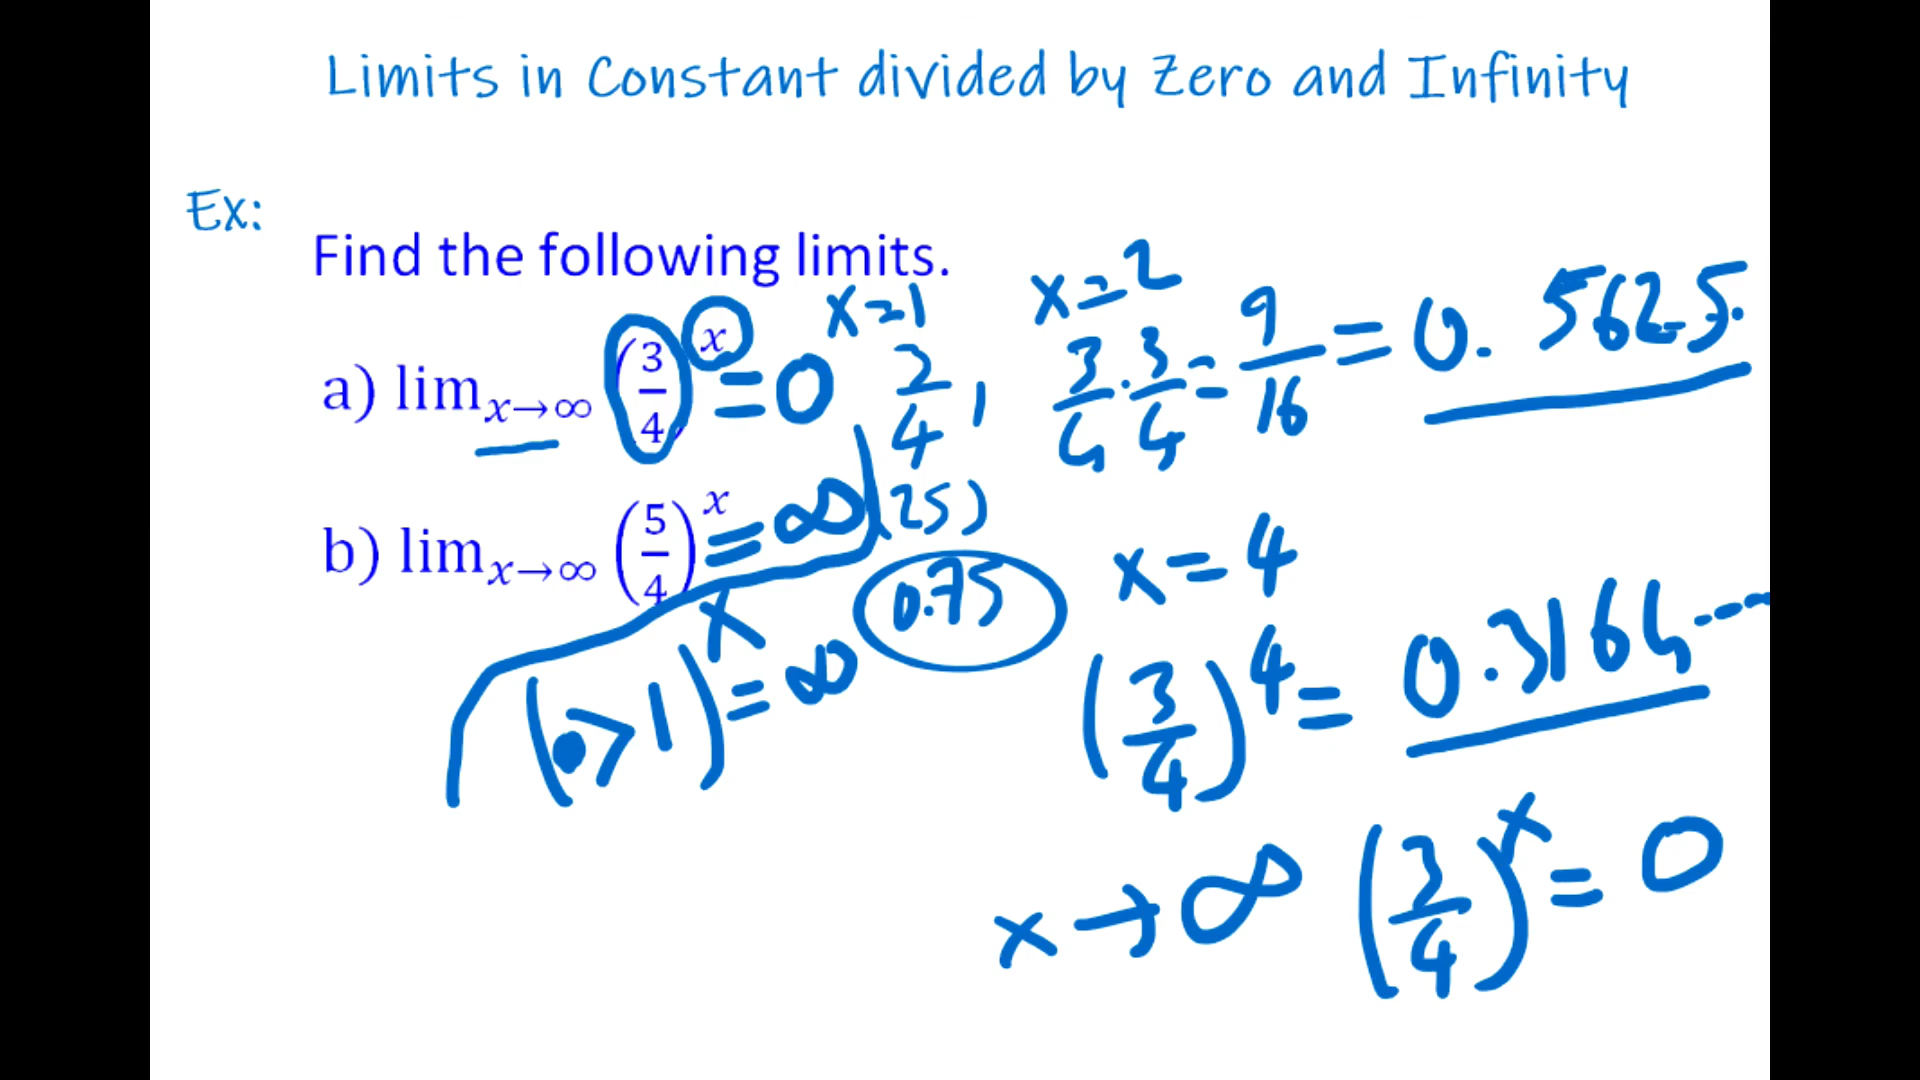 Limits in Constant divided by Zero and Infinity
Ex:
Find the following limits.
a) lim x→∞ (3/4)^x = 0
x=1
3/4,
(25)
0.75
x=2
3/4 · 3/4 = 9/16 = 0.5625.
b) lim x→∞ (5/4)^x = ∞
(•>1)^x = ∞
x=4
(3/4)^4 = 0.3164...
x→∞ (3/4)^x = 0